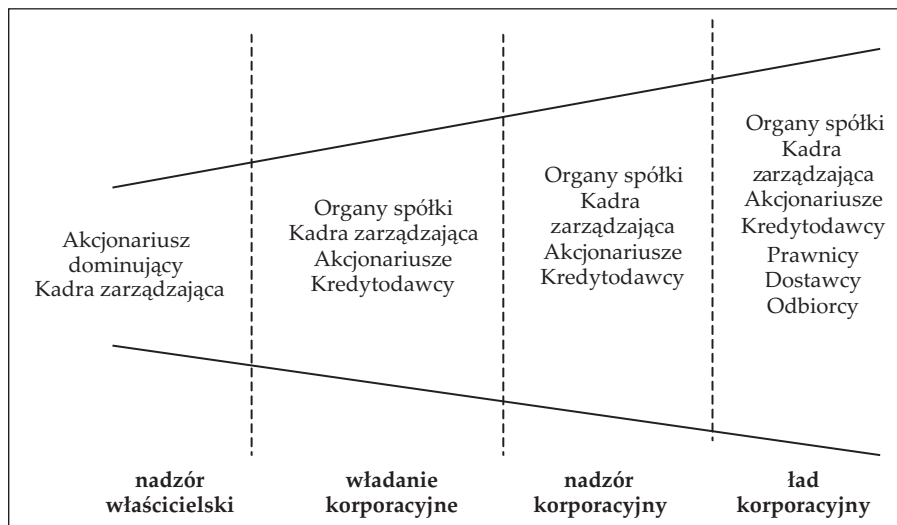 Akcjonariusz
dominujący
Kadra zarządzająca
Organy spółki
Kadra zarządzająca
Akcjonariusze
Kredytodawcy
Organy spółki
Kadra
zarządzająca
Akcjonariusze
Kredytodawcy
Organy spółki
Kadra
zarządzająca
Akcjonariusze
Kredytodawcy
Prawnicy
Dostawcy
Odbiorcy
nadzór
właścicielski
władanie
korporacyjne
nadzór
korporacyjny
ład
korporacyjny